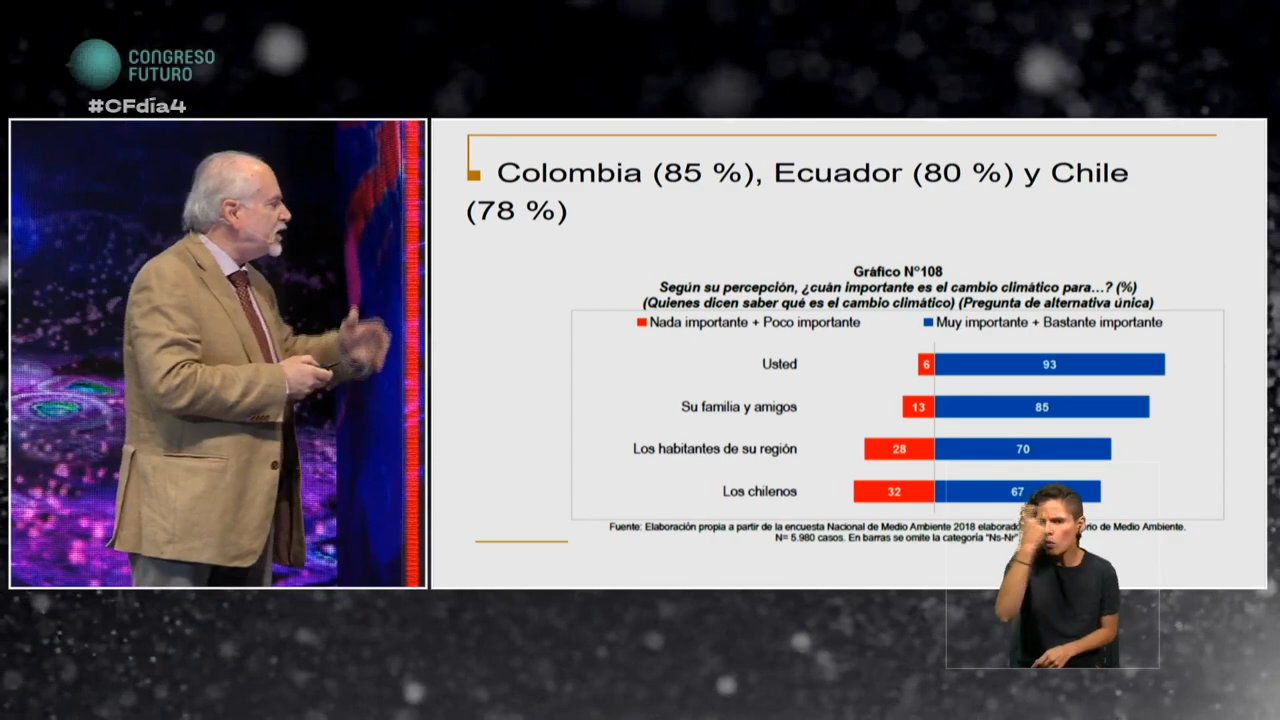 CONGRESO
FUTURO
#CFdía4
Colombia (85 %), Ecuador (80 %) y Chile
(78 %)
Gráfico N°108
Según su percepción, ¿cuán importante es el cambio climático para…? (%)
(Quienes dicen saber qué es el cambio climático) (Pregunta de alternativa única)
Nada importante + Poco importante Muy importante + Bastante importante
Usted 6 93
Su familia y amigos 13 85
Los habitantes de su región 28 70
Los chilenos 32 67
Fuente: Elaboración propia a partir de la encuesta Nacional de Medio Ambiente 2018 de Medio Ambiente.
N= 5.980 casos. En barras se omite la categoría "Ns-Nr"